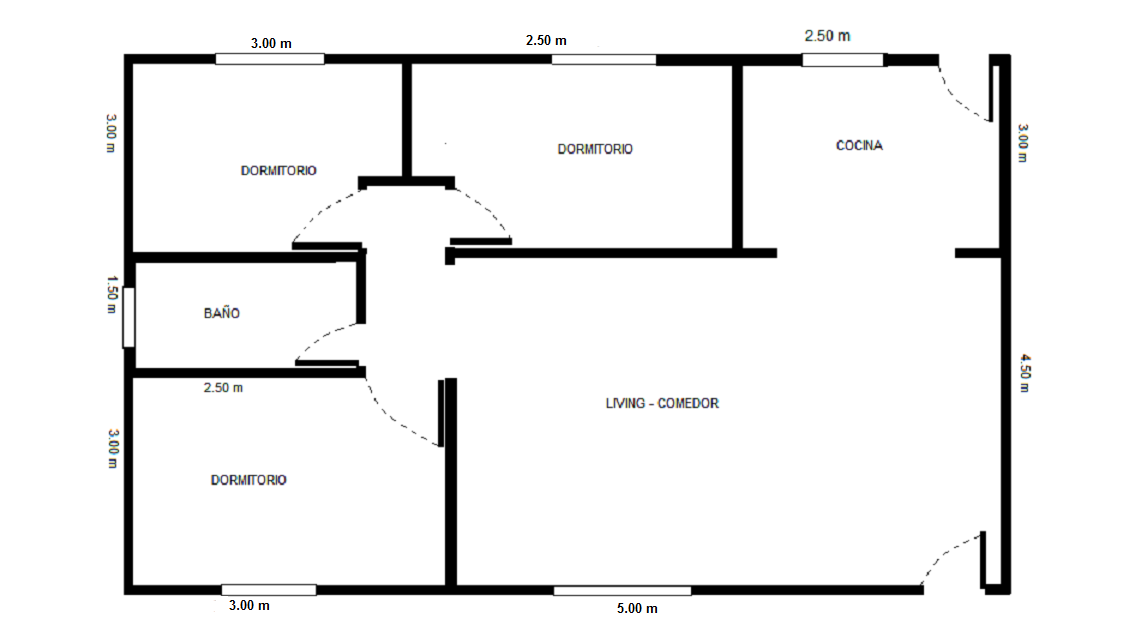 3.00 m
2.50 m
2.50 m
3.00 m
3.00 m
DORMITORIO
DORMITORIO
COCINA
1.50 m
BAÑO
2.50 m
4.50 m
LIVING - COMEDOR
3.00 m
DORMITORIO
3.00 m
5.00 m